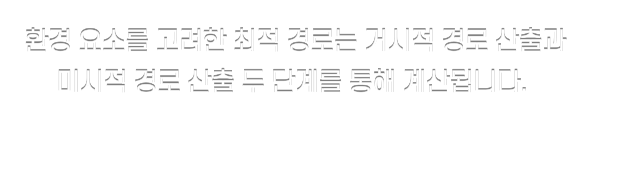 환경 요소를 고려한 최적 경로는 거시적 경로 산출과
미시적 경로 산출 두 단계를 통해 계산됩니다.